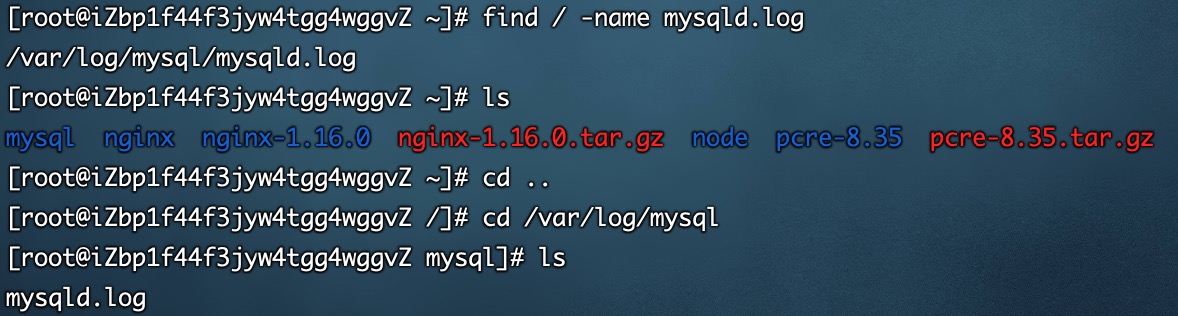 [root@iZbp1f44f3jyw4tgg4wggvZ ~]# find / -name mysqld.log
/var/log/mysql/mysqld.log
[root@iZbp1f44f3jyw4tgg4wggvZ ~]# ls
mysql  nginx  nginx-1.16.0  nginx-1.16.0.tar.gz  node  pcre-8.35  pcre-8.35.tar.gz
[root@iZbp1f44f3jyw4tgg4wggvZ ~]# cd ..
[root@iZbp1f44f3jyw4tgg4wggvZ /]# cd /var/log/mysql
[root@iZbp1f44f3jyw4tgg4wggvZ mysql]# ls
mysqld.log